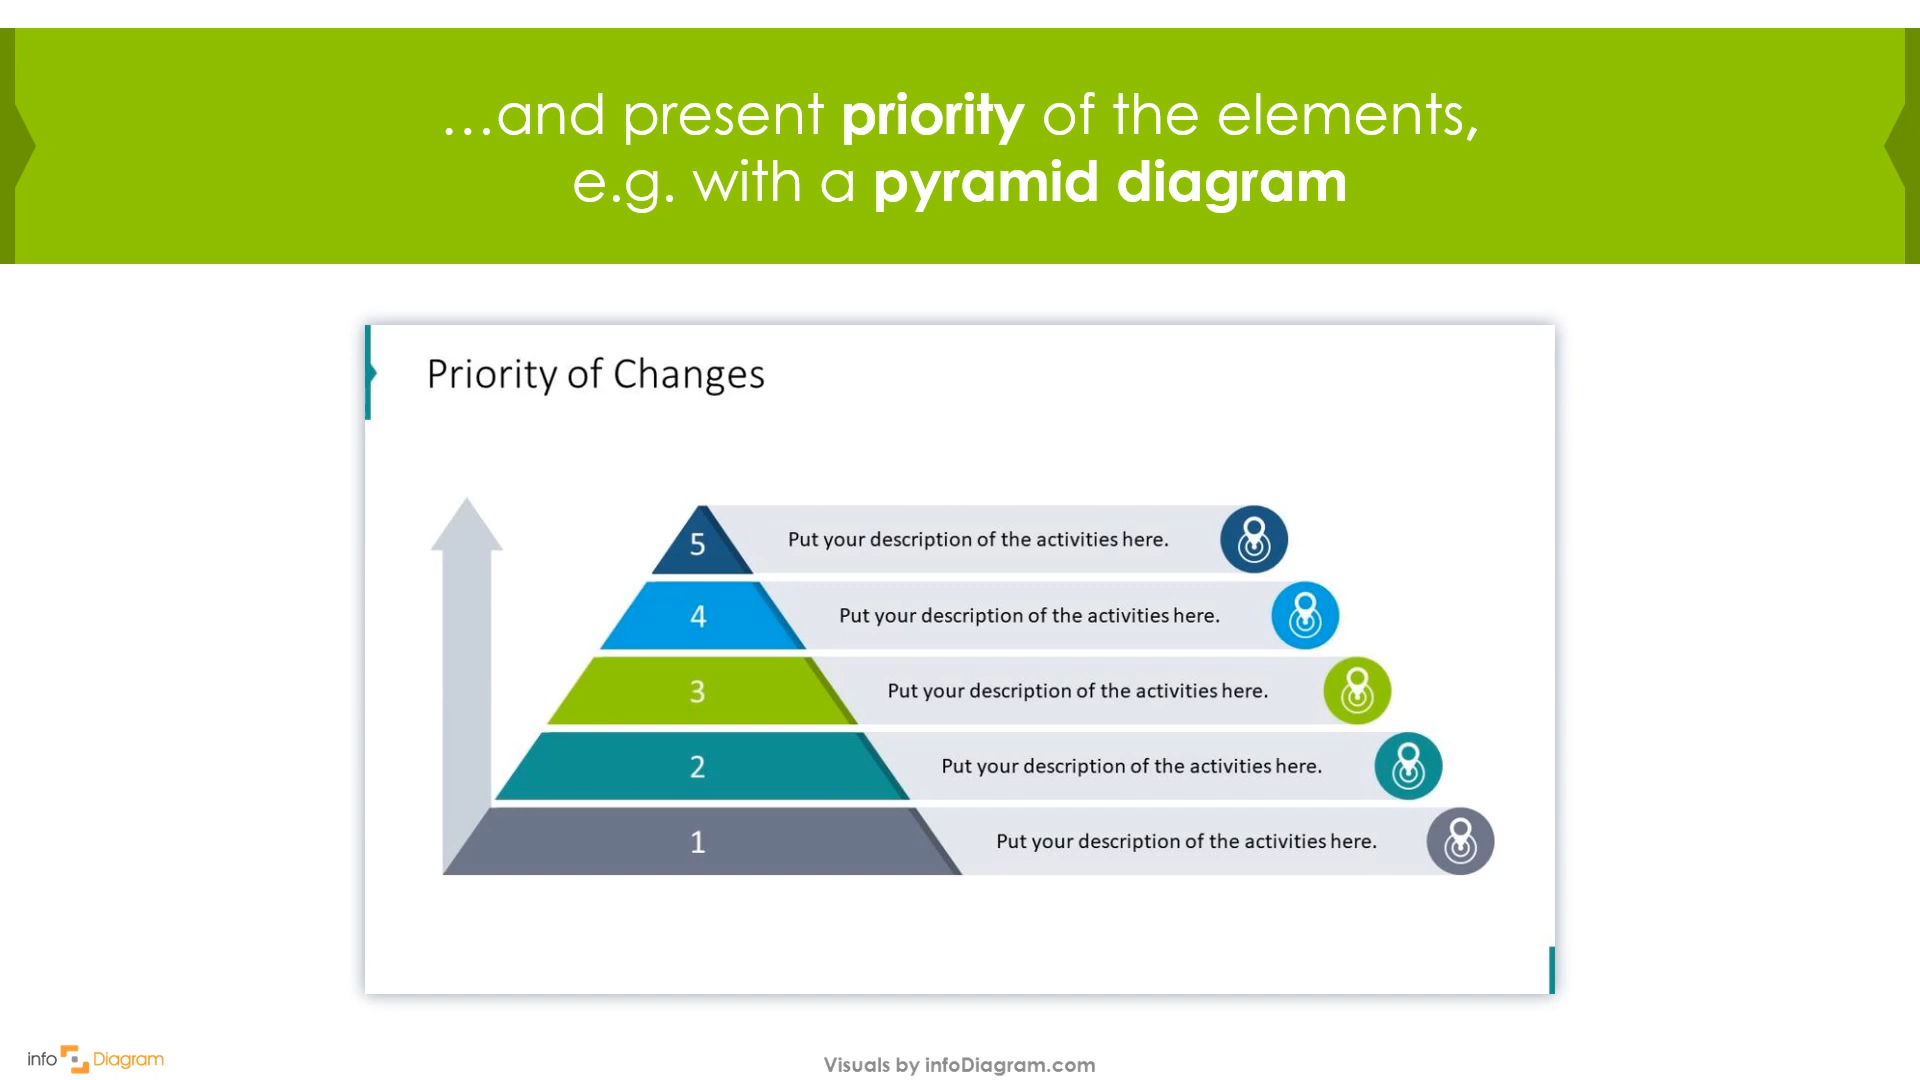 …and present priority of the elements,
e.g. with a pyramid diagram
Priority of Changes
5
Put your description of the activities here.
4
Put your description of the activities here.
3
Put your description of the activities here.
2
Put your description of the activities here.
1
Put your description of the activities here.
info Diagram
Visuals by infoDiagram.com